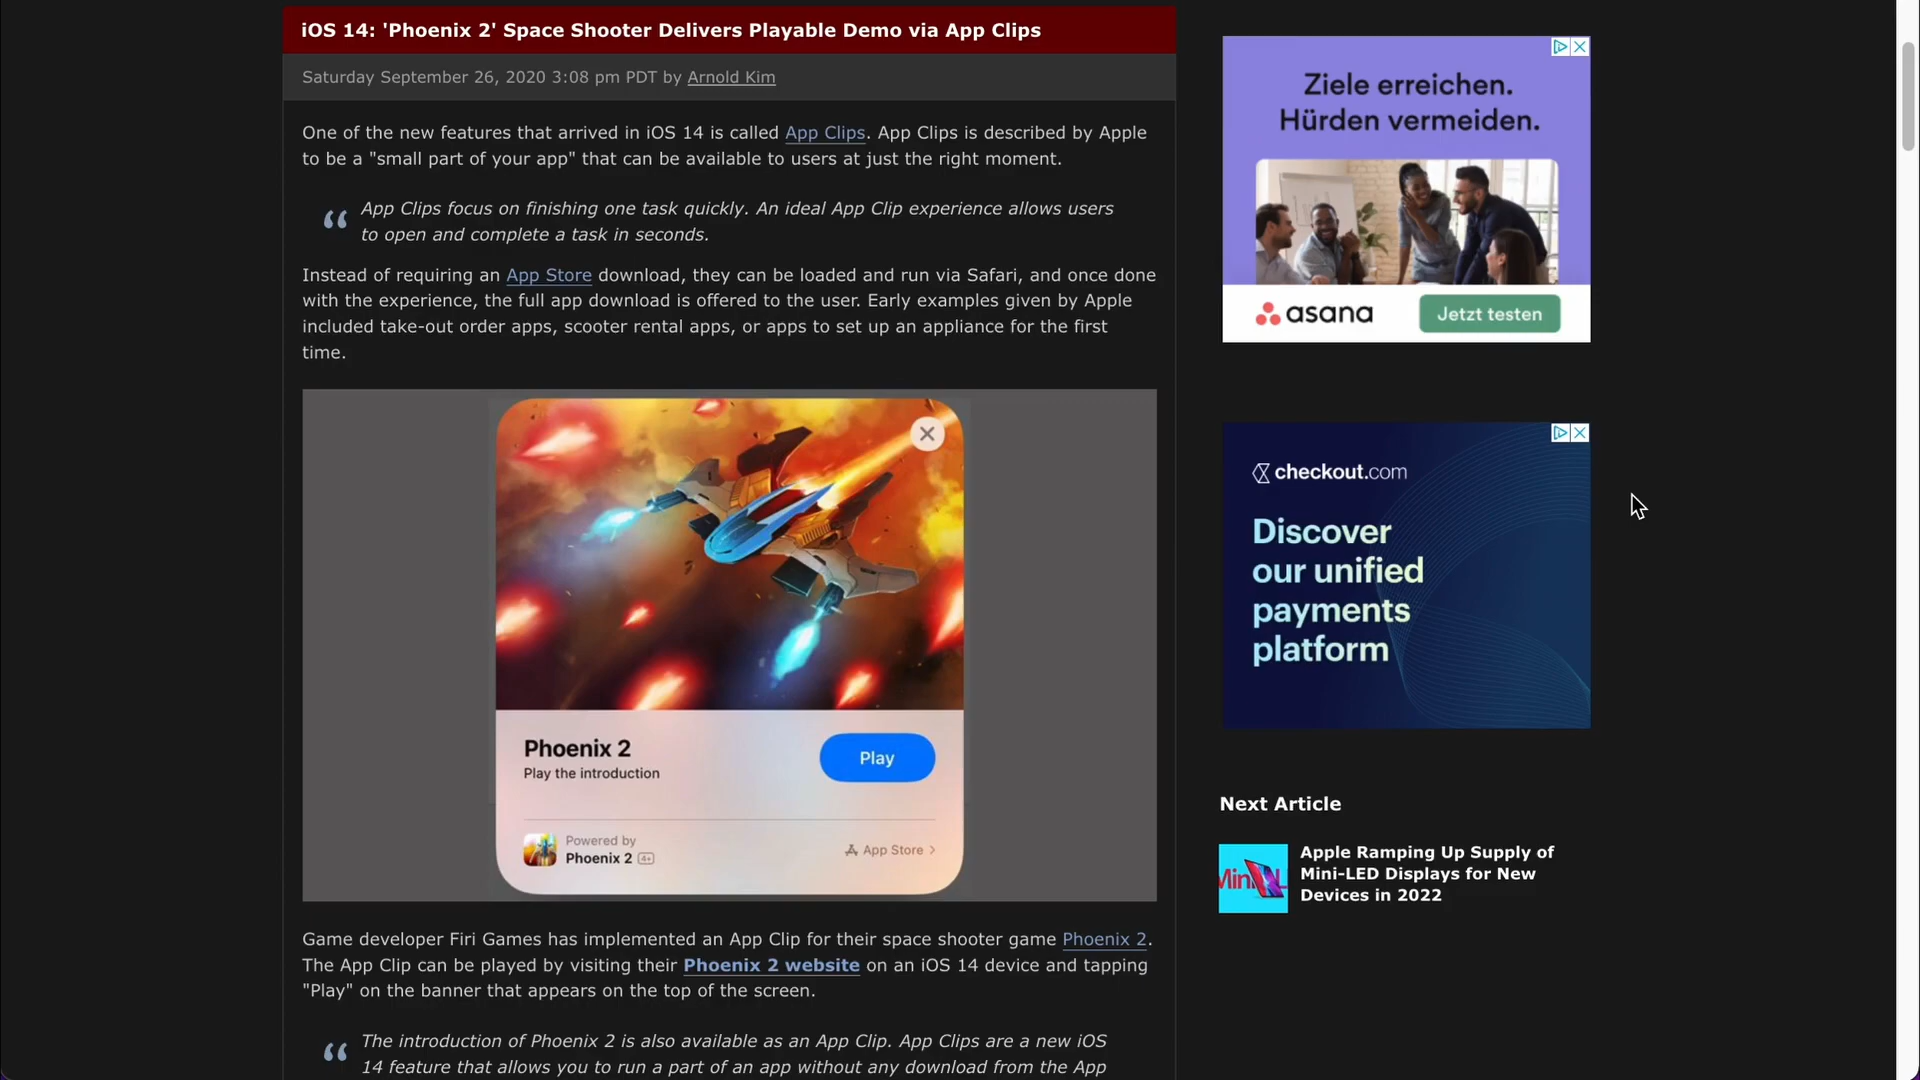 iOS 14: 'Phoenix 2' Space Shooter Delivers Playable Demo via App Clips
Saturday September 26, 2020 3:08 pm PDT by Arnold Kim
One of the new features that arrived in iOS 14 is called App Clips. App Clips is described by Apple
to be a "small part of your app" that can be available to users at just the right moment.
“ App Clips focus on finishing one task quickly. An ideal App Clip experience allows users
to open and complete a task in seconds.
Instead of requiring an App Store download, they can be loaded and run via Safari, and once done
with the experience, the full app download is offered to the user. Early examples given by Apple
included take-out order apps, scooter rental apps, or apps to set up an appliance for the first
time.
Phoenix 2
Play the introduction
Play
Powered by
Phoenix 2 4+
App Store >
Game developer Firi Games has implemented an App Clip for their space shooter game Phoenix 2.
The App Clip can be played by visiting their Phoenix 2 website on an iOS 14 device and tapping
"Play" on the banner that appears on the top of the screen.
“ The introduction of Phoenix 2 is also available as an App Clip. App Clips are a new iOS
14 feature that allows you to run a part of an app without any download from the App
Ziele erreichen.
Hürden vermeiden.
asana
Jetzt testen
checkout.com
Discover
our unified
payments
platform
Next Article
Apple Ramping Up Supply of
Mini-LED Displays for New
Devices in 2022